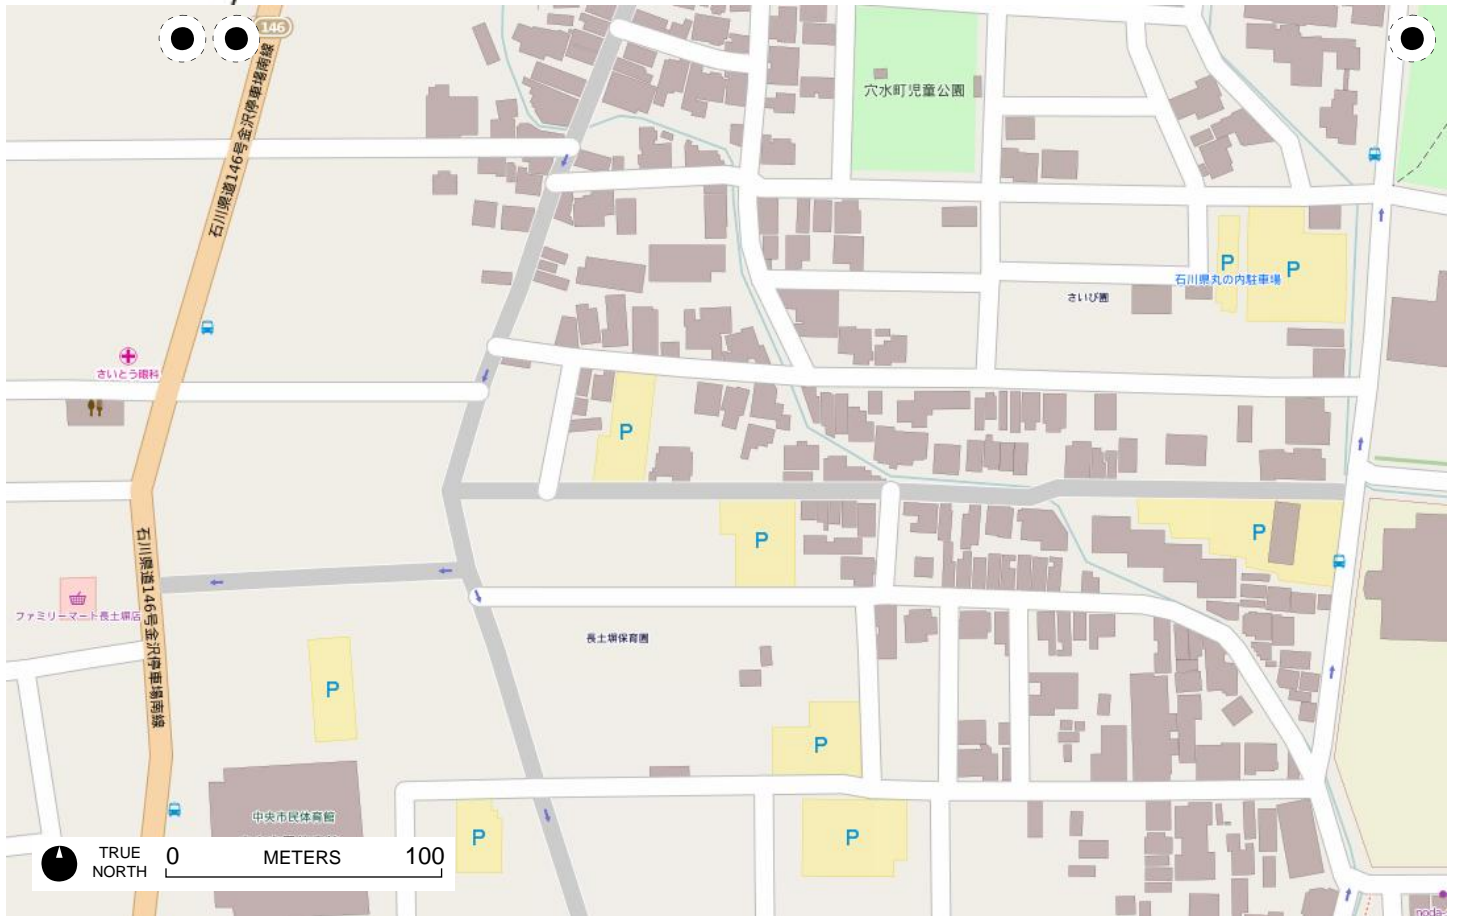 146
石川県道146号金沢停車場南線
穴水町児童公園
P
P
石川県丸の内駐車場
さいび園
さいとう眼科
P
P
P
石川県道146号金沢停車場南線
ファミリーマート長土塀店
長土塀保育園
P
P
中央市民体育館
P
P
TRUE
NORTH
0 METERS 100
noda-